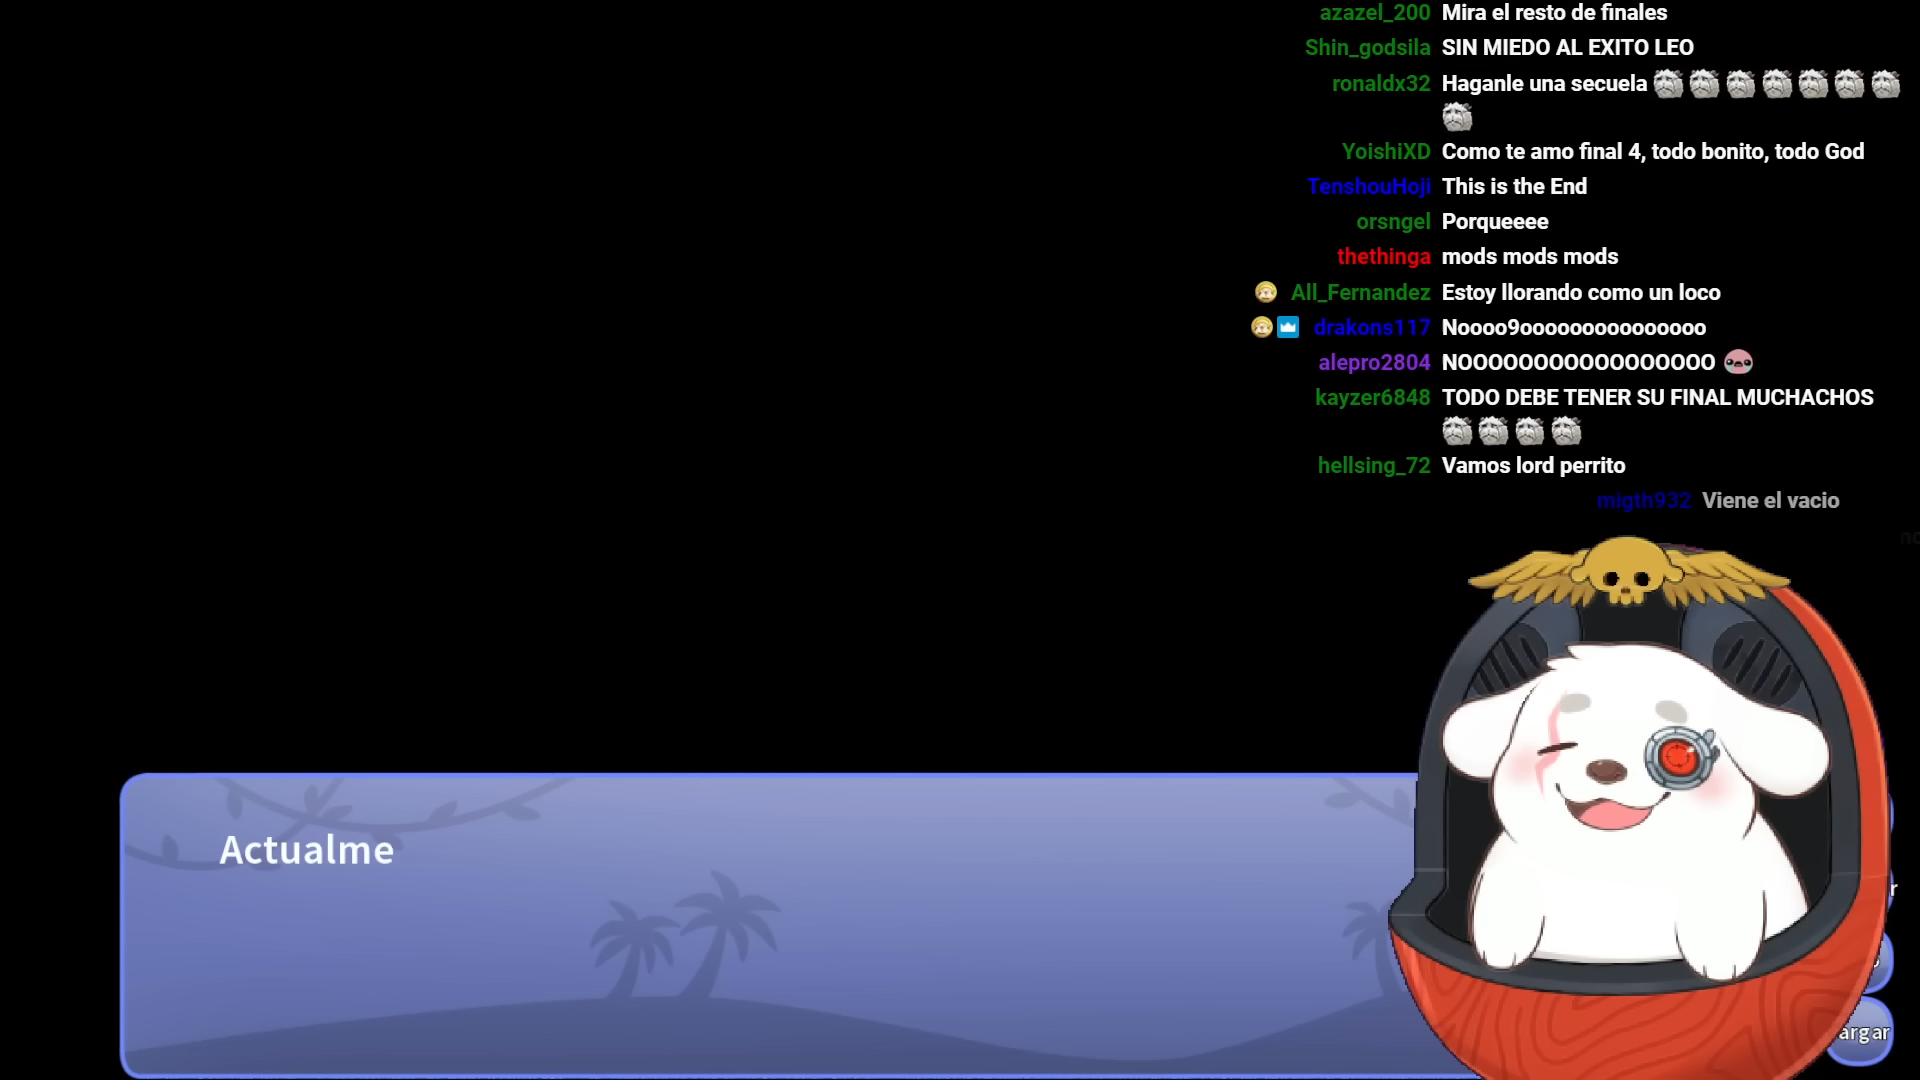 azazel_200 Mira el resto de finales
Shin_godsila SIN MIEDO AL EXITO LEO
ronaldx32 Haganle una secuela
YoishiXD Como te amo final 4, todo bonito, todo God
TenshouHoji This is the End
orsngel Porqueeee
thethinga mods mods mods
All_Fernandez Estoy llorando como un loco
drakons117 Noooo9ooooooooooooooo
alepro2804 NOOOOOOOOOOOOOOOOO
kayzer6848 TODO DEBE TENER SU FINAL MUCHACHOS
hellsing_72 Vamos lord perrito
migth932 Viene el vacio
Actualme
argar